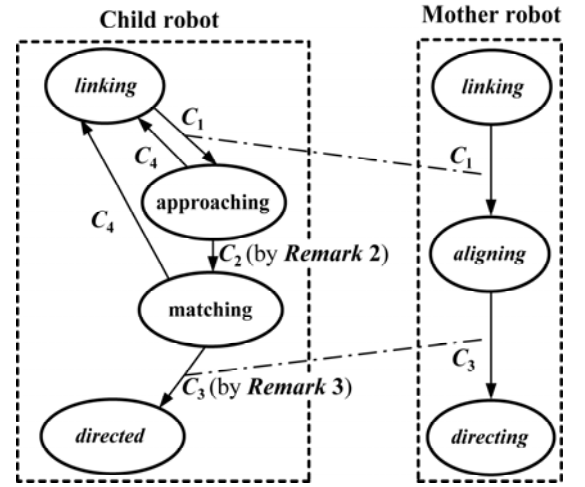 Child robot
Mother robot
linking
linking
C1
C4
C1
approaching
C4
C2 (by Remark 2)
aligning
matching
C3
C3 (by Remark 3)
directed
directing